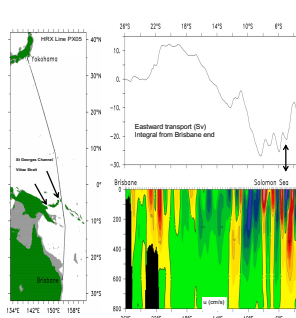 HRX Line PX05
40°N
Yokohama
30°N
20°N
10°N
St Georges Channel
Vitiaz Strait
0°
10°S
20°S
Brisbane
30°S
134°E 142°E 150°E 158°E
26°S 22°S 18°S 14°S 10°S 6°S
10.
0.
-10.
Eastward transport (Sv)
Integral from Brisbane end
-20.
-30.
Brisbane Solomon Sea
0
200
400
600
u (cm/s)
800